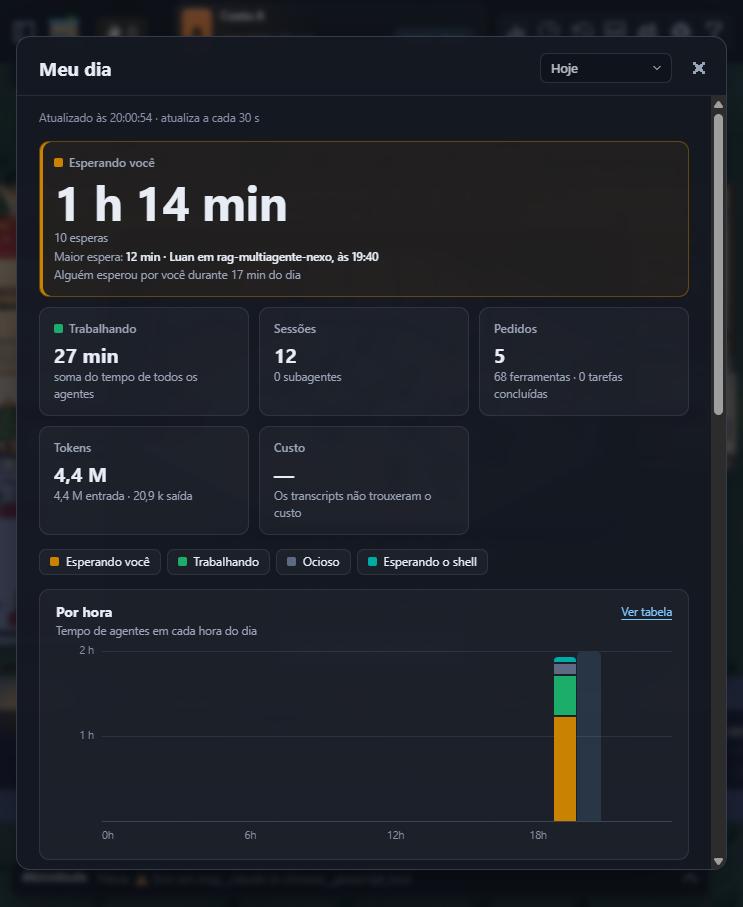 Meu dia
Hoje
Atualizado às 20:00:54 · atualiza a cada 30 s
Esperando você
1 h 14 min
10 esperas
Maior espera: 12 min · Luan em rag-multiagente-nexo, às 19:40
Alguém esperou por você durante 17 min do dia
Trabalhando
27 min
soma do tempo de todos os
agentes
Sessões
12
0 subagentes
Pedidos
5
68 ferramentas · 0 tarefas
concluídas
Tokens
4,4 M
4,4 M entrada · 20,9 k saída
Custo
—
Os transcripts não trouxeram o
custo
Esperando você
Trabalhando
Ocioso
Esperando o shell
Por hora
Ver tabela
Tempo de agentes em cada hora do dia
2 h
1 h
0h
6h
12h
18h